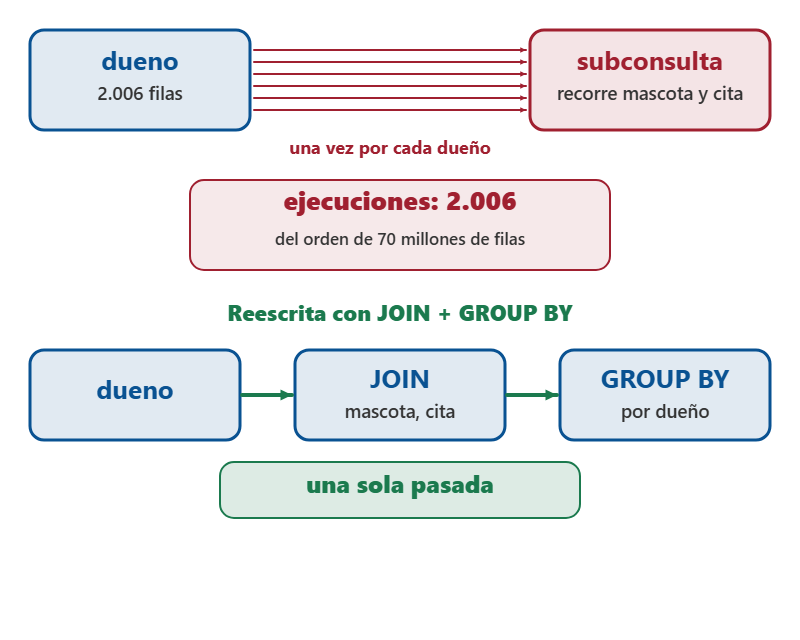 dueno
2.006 filas
subconsulta
recorre mascota y cita
una vez por cada dueño
ejecuciones: 2.006
del orden de 70 millones de filas
Reescrita con JOIN + GROUP BY
dueno
JOIN
mascota, cita
GROUP BY
por dueño
una sola pasada